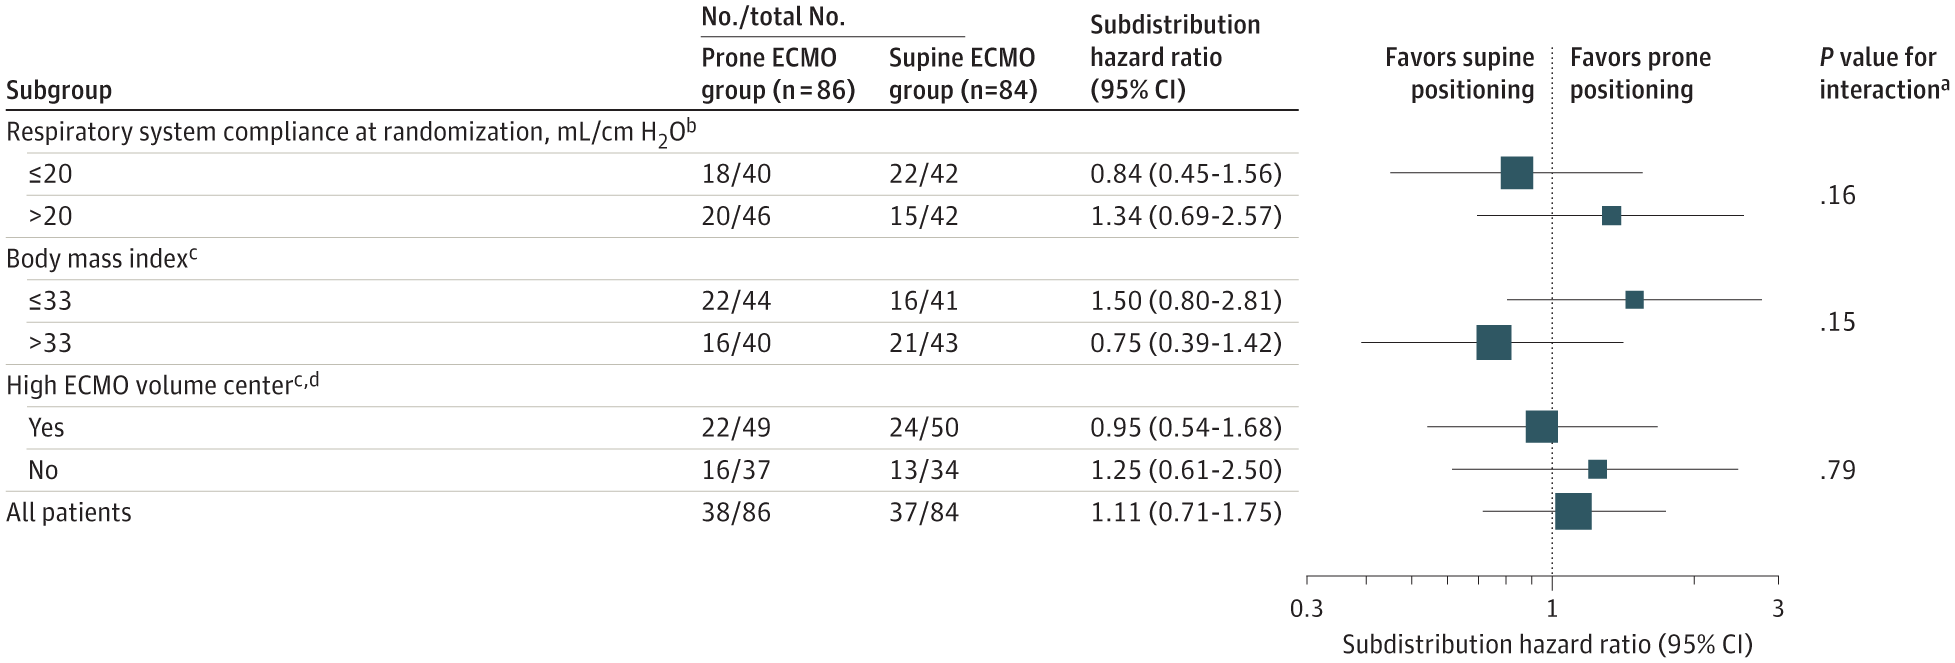 No./total No.
Subdistribution
hazard ratio
(95% CI)
Prone ECMO
group (n = 86)
Supine ECMO
group (n=84)
Favors supine
positioning
Favors prone
positioning
P value for
interactionᵃ
Subgroup
Respiratory system compliance at randomization, mL/cm H₂Oᵇ
≤20 18/40 22/42 0.84 (0.45-1.56)
>20 20/46 15/42 1.34 (0.69-2.57)
.16
Body mass indexᶜ
≤33 22/44 16/41 1.50 (0.80-2.81)
>33 16/40 21/43 0.75 (0.39-1.42)
.15
High ECMO volume centerᶜ,ᵈ
Yes 22/49 24/50 0.95 (0.54-1.68)
No 16/37 13/34 1.25 (0.61-2.50) .79
All patients 38/86 37/84 1.11 (0.71-1.75)
0.3 1 3
Subdistribution hazard ratio (95% CI)